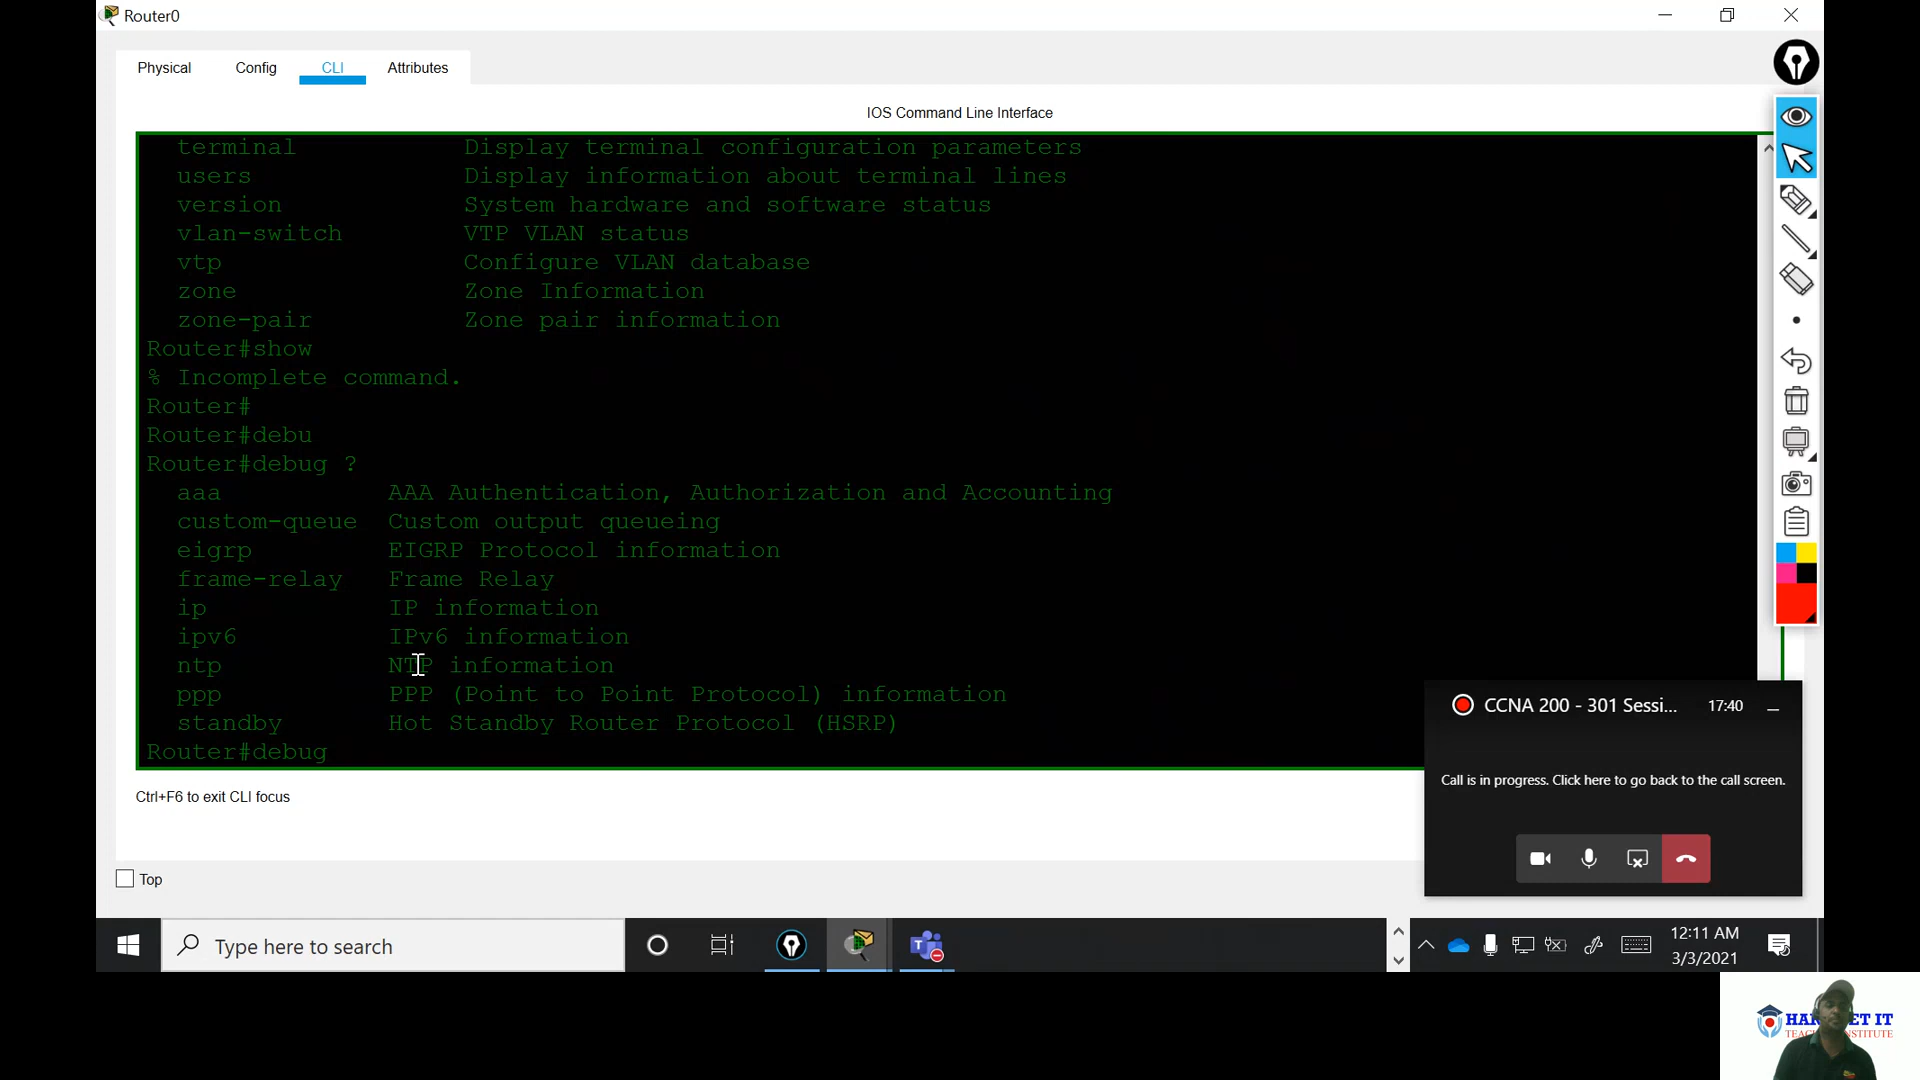 Router0
Physical Config CLI Attributes
IOS Command Line Interface
terminal Display terminal configuration parameters
users Display information about terminal lines
version System hardware and software status
vlan-switch VTP VLAN status
vtp Configure VLAN database
zone Zone Information
zone-pair Zone pair information
Router#show
% Incomplete command.
Router#
Router#debu
Router#debug ?
aaa AAA Authentication, Authorization and Accounting
custom-queue Custom output queueing
eigrp EIGRP Protocol information
frame-relay Frame Relay
ip IP information
ipv6 IPv6 information
ntp NTP information
ppp PPP (Point to Point Protocol) information
standby Hot Standby Router Protocol (HSRP)
Router#debug
Ctrl+F6 to exit CLI focus
Top
CCNA 200 - 301 Sessi... 17:40
Call is in progress. Click here to go back to the call screen.
Type here to search
12:11 AM
3/3/2021